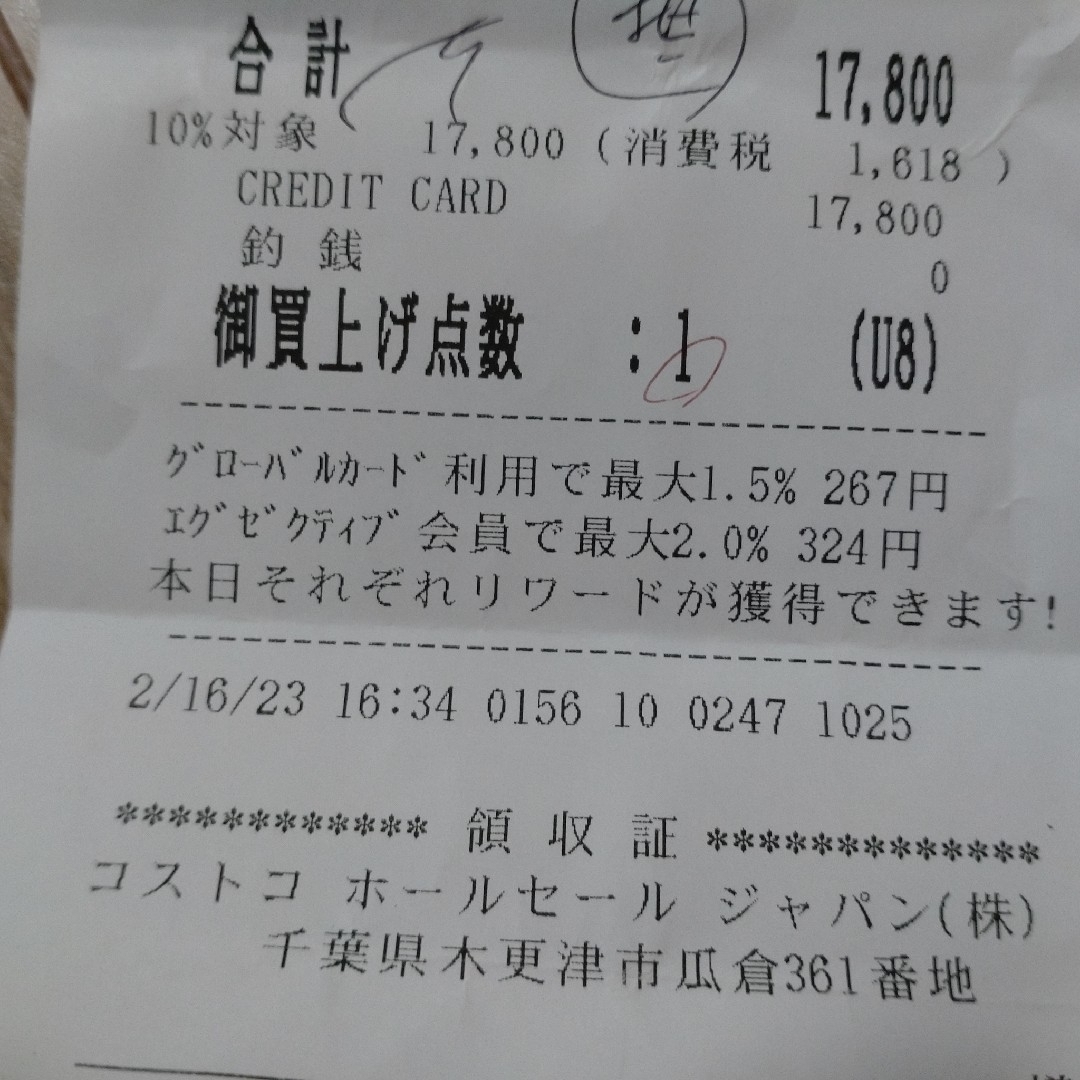 合計 17,800
10%対象 17,800 (消費税 1,618 )
CREDIT CARD 17,800
釣 銭 0
御買上げ点数 :1 (U8)
--------------------------------
ｸﾞﾛｰﾊﾞﾙｶｰﾄﾞ 利用で最大1.5% 267円
ｴｸﾞｾﾞｸﾃｨﾌﾞ 会員で最大2.0% 324円
本日それぞれリワードが獲得できます!
--------------------------------
2/16/23 16:34 0156 10 0247 1025
************ 領 収 証 *************
コストコ ホールセール ジャパン(株)
千葉県木更津市瓜倉361番地